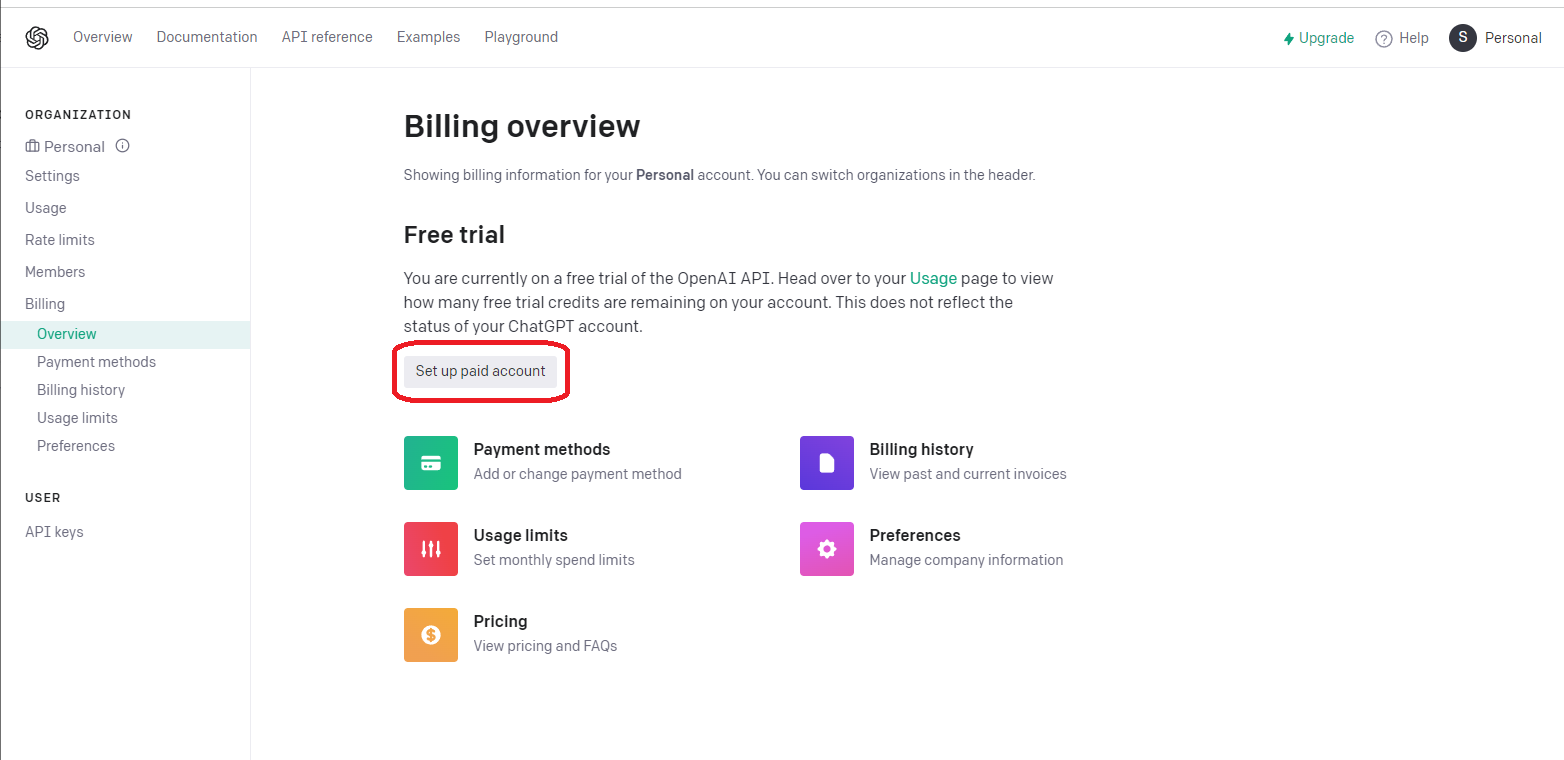 Overview Documentation API reference Examples Playground Upgrade Help S Personal
ORGANIZATION
Personal
Settings
Usage
Rate limits
Members
Billing
Overview
Payment methods
Billing history
Usage limits
Preferences
USER
API keys
Billing overview
Showing billing information for your Personal account. You can switch organizations in the header.
Free trial
You are currently on a free trial of the OpenAI API. Head over to your Usage page to view
how many free trial credits are remaining on your account. This does not reflect the
status of your ChatGPT account.
Set up paid account
Payment methods
Add or change payment method
Billing history
View past and current invoices
Usage limits
Set monthly spend limits
Preferences
Manage company information
Pricing
View pricing and FAQs